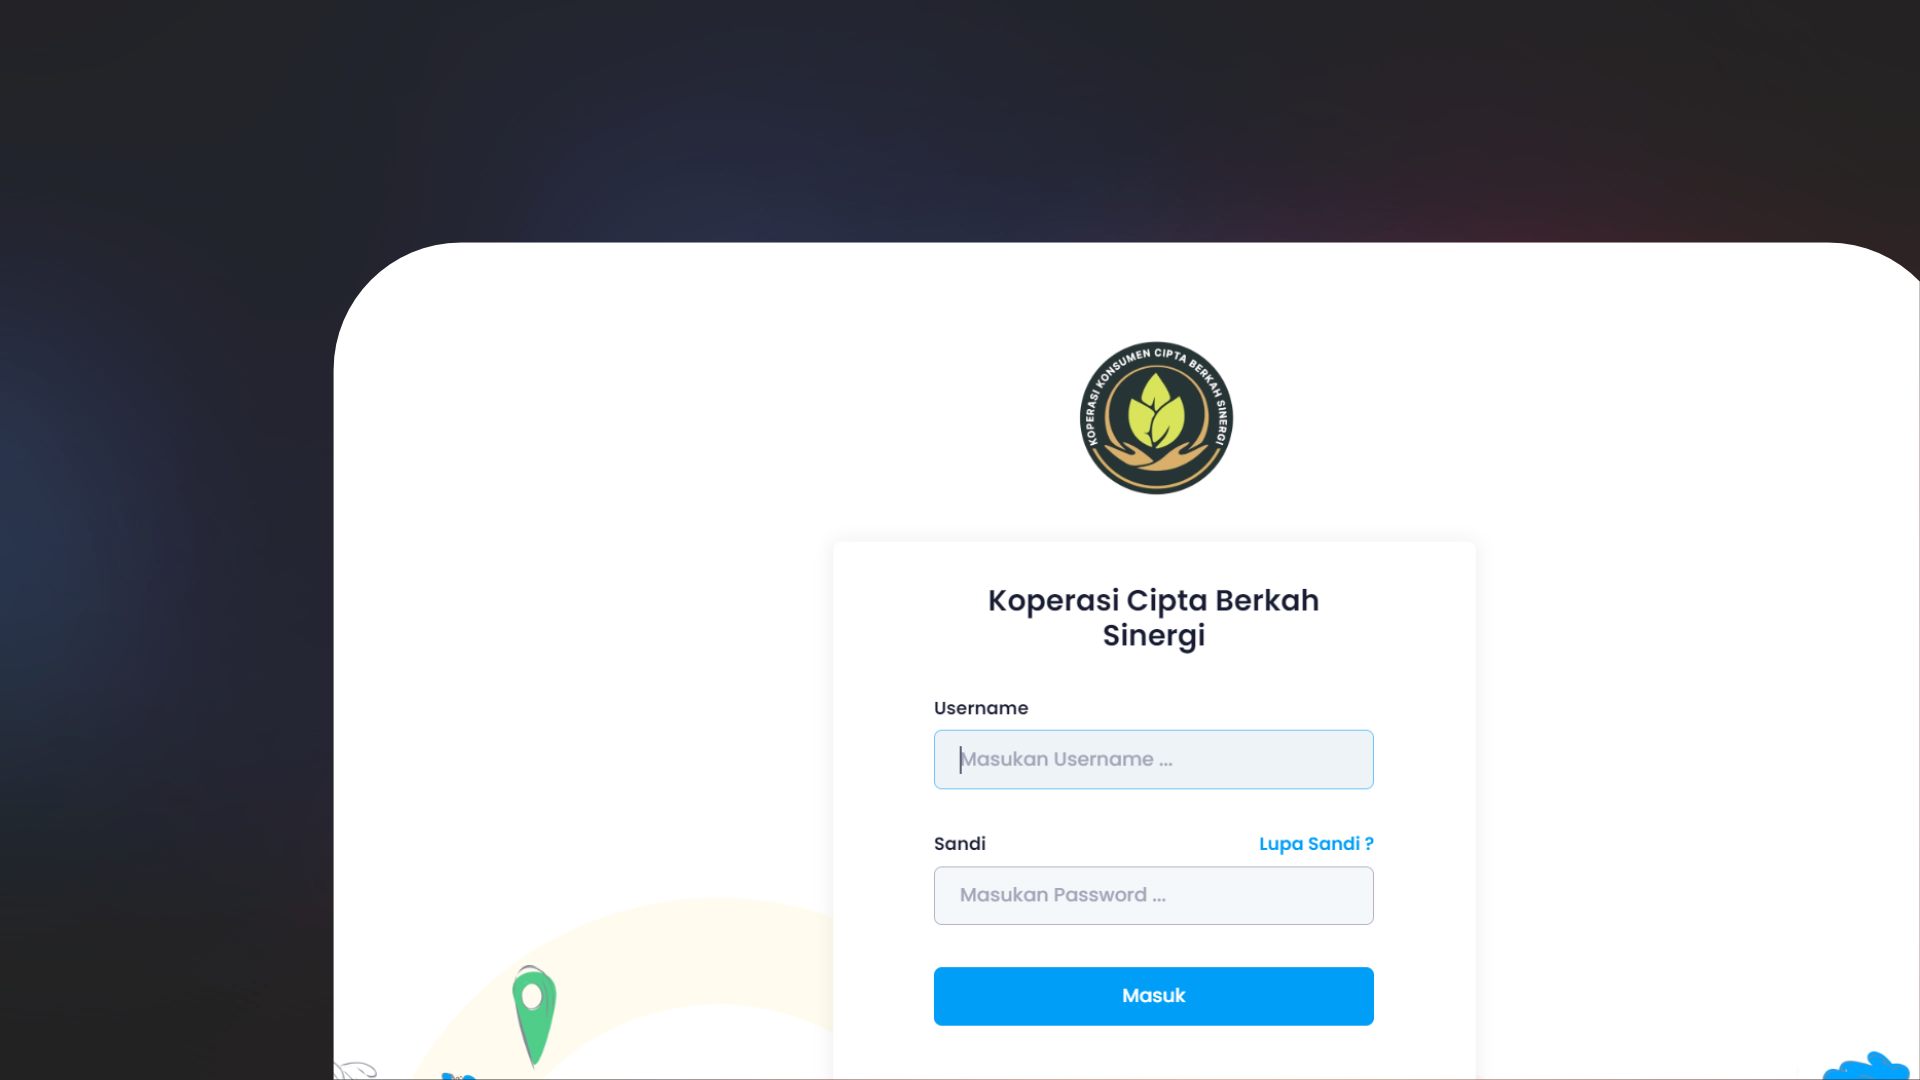 KOPERASI KONSUMEN CIPTA BERKAH SINERGI
Koperasi Cipta Berkah
Sinergi
Username
Masukan Username ...
Sandi
Lupa Sandi ?
Masukan Password ...
Masuk